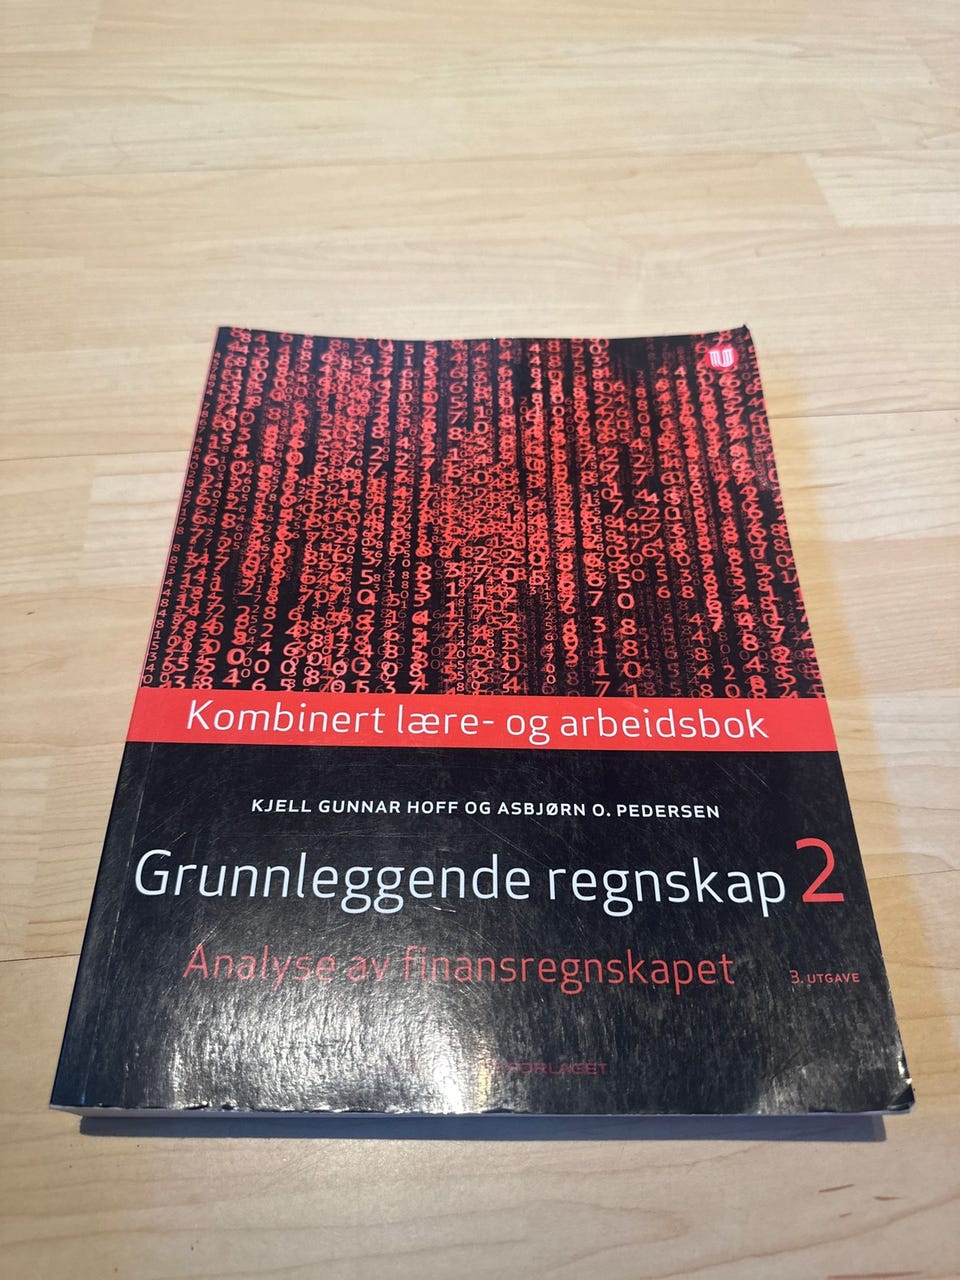 Kombinert lære- og arbeidsbok
KJELL GUNNAR HOFF OG ASBJØRN O. PEDERSEN
Grunnleggende regnskap 2
Analyse av finansregnskapet 3. UTGAVE